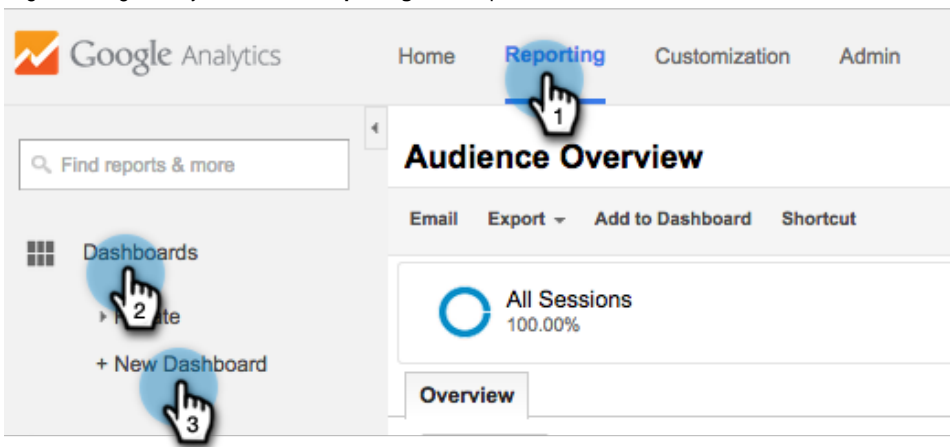 Google Analytics
Home Reporting Customization Admin
1
Find reports & more
Audience Overview
Email Export Add to Dashboard Shortcut
Dashboards
2
All Sessions
100.00%
+ New Dashboard
3
Overview